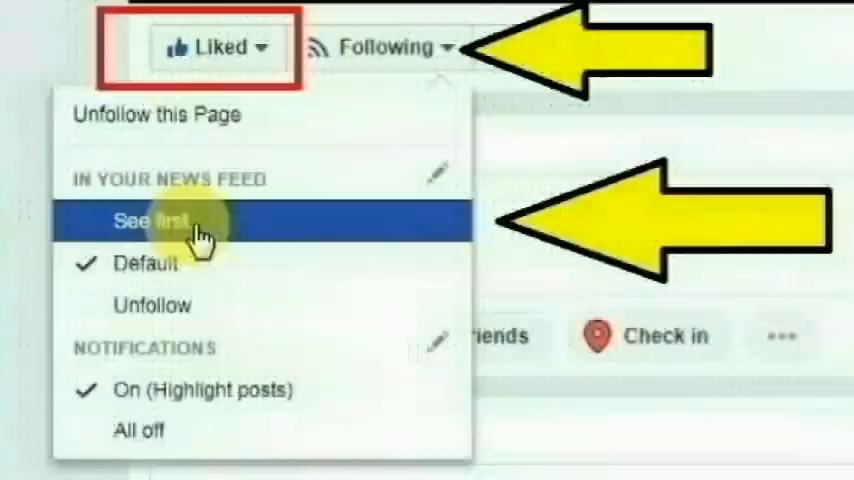 Liked Following
Unfollow this Page
IN YOUR NEWS FEED
See first
Default
Unfollow
riends Check in
NOTIFICATIONS
On (Highlight posts)
All off